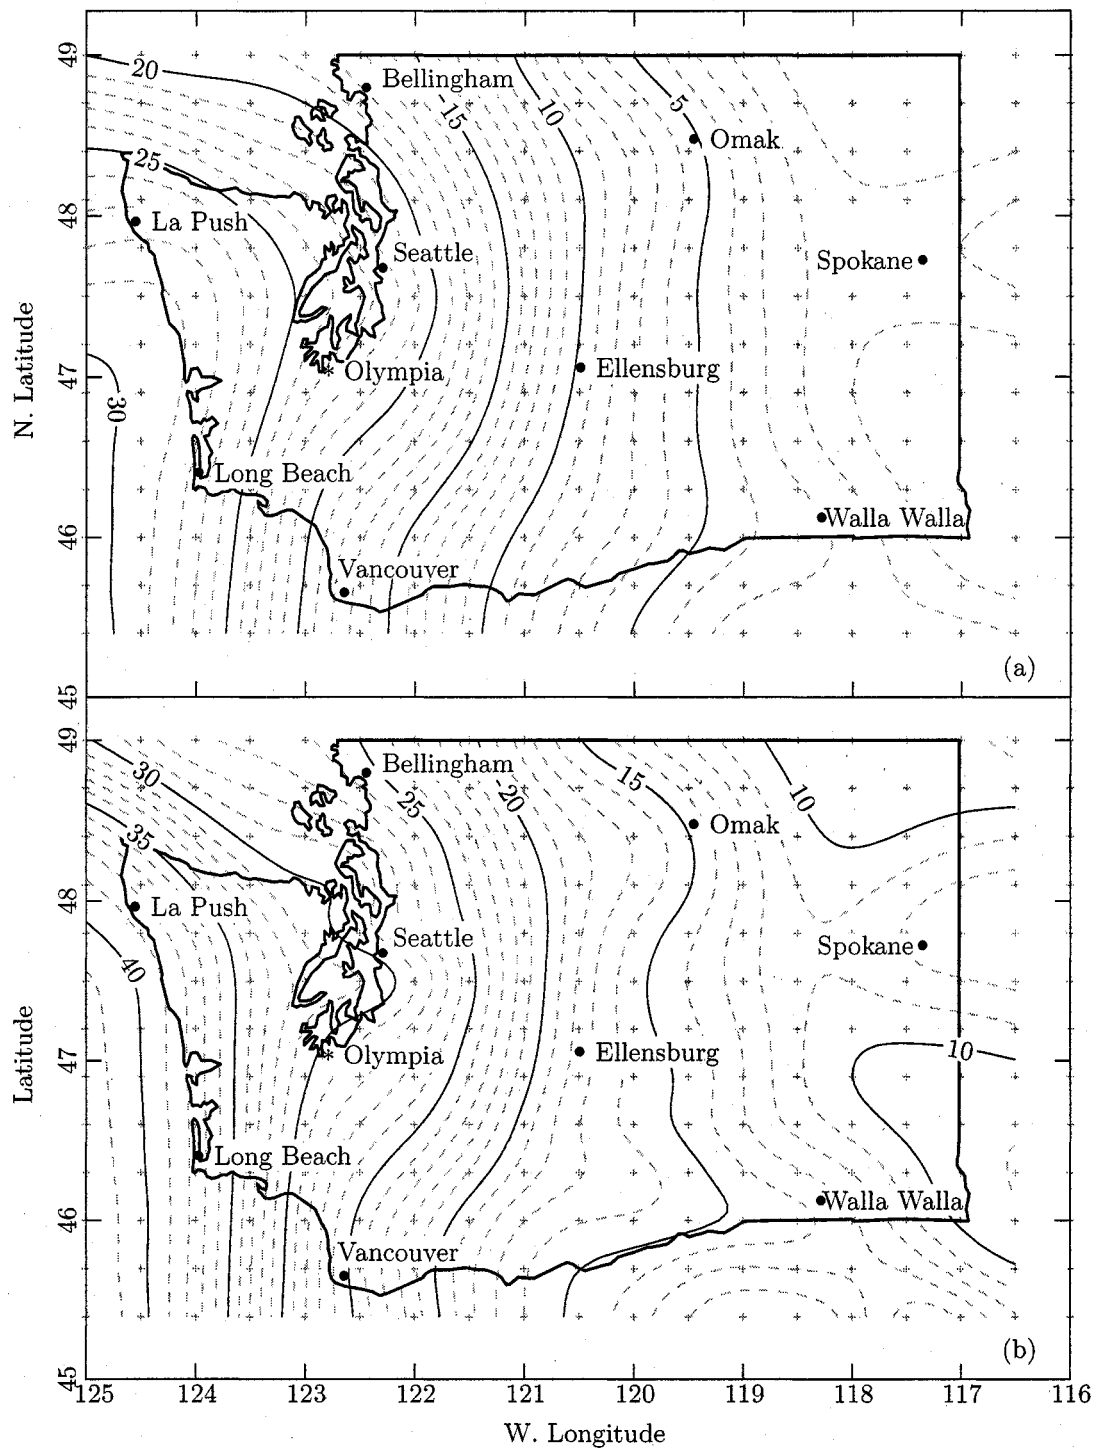 49
20
Bellingham
15
10
5
Omak
25
48
La Push
Seattle
Spokane
N. Latitude
47
Olympia
Ellensburg
30
Long Beach
Walla Walla
46
Vancouver
(a)
45
49
30
Bellingham
25
20
15
10
Omak
35
48
La Push
Seattle
Spokane
40
Latitude
47
Olympia
Ellensburg
10
Long Beach
Walla Walla
46
Vancouver
(b)
45
125 124 123 122 121 120 119 118 117 116
W. Longitude